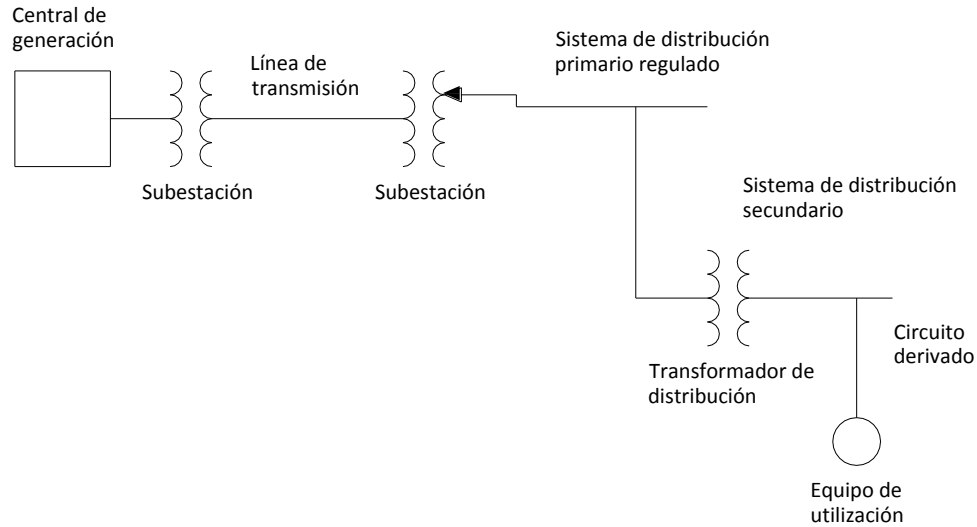 Central de
generación
Línea de
transmisión
Sistema de distribución
primario regulado
Subestación
Subestación
Sistema de distribución
secundario
Circuito
derivado
Transformador de
distribución
Equipo de
utilización